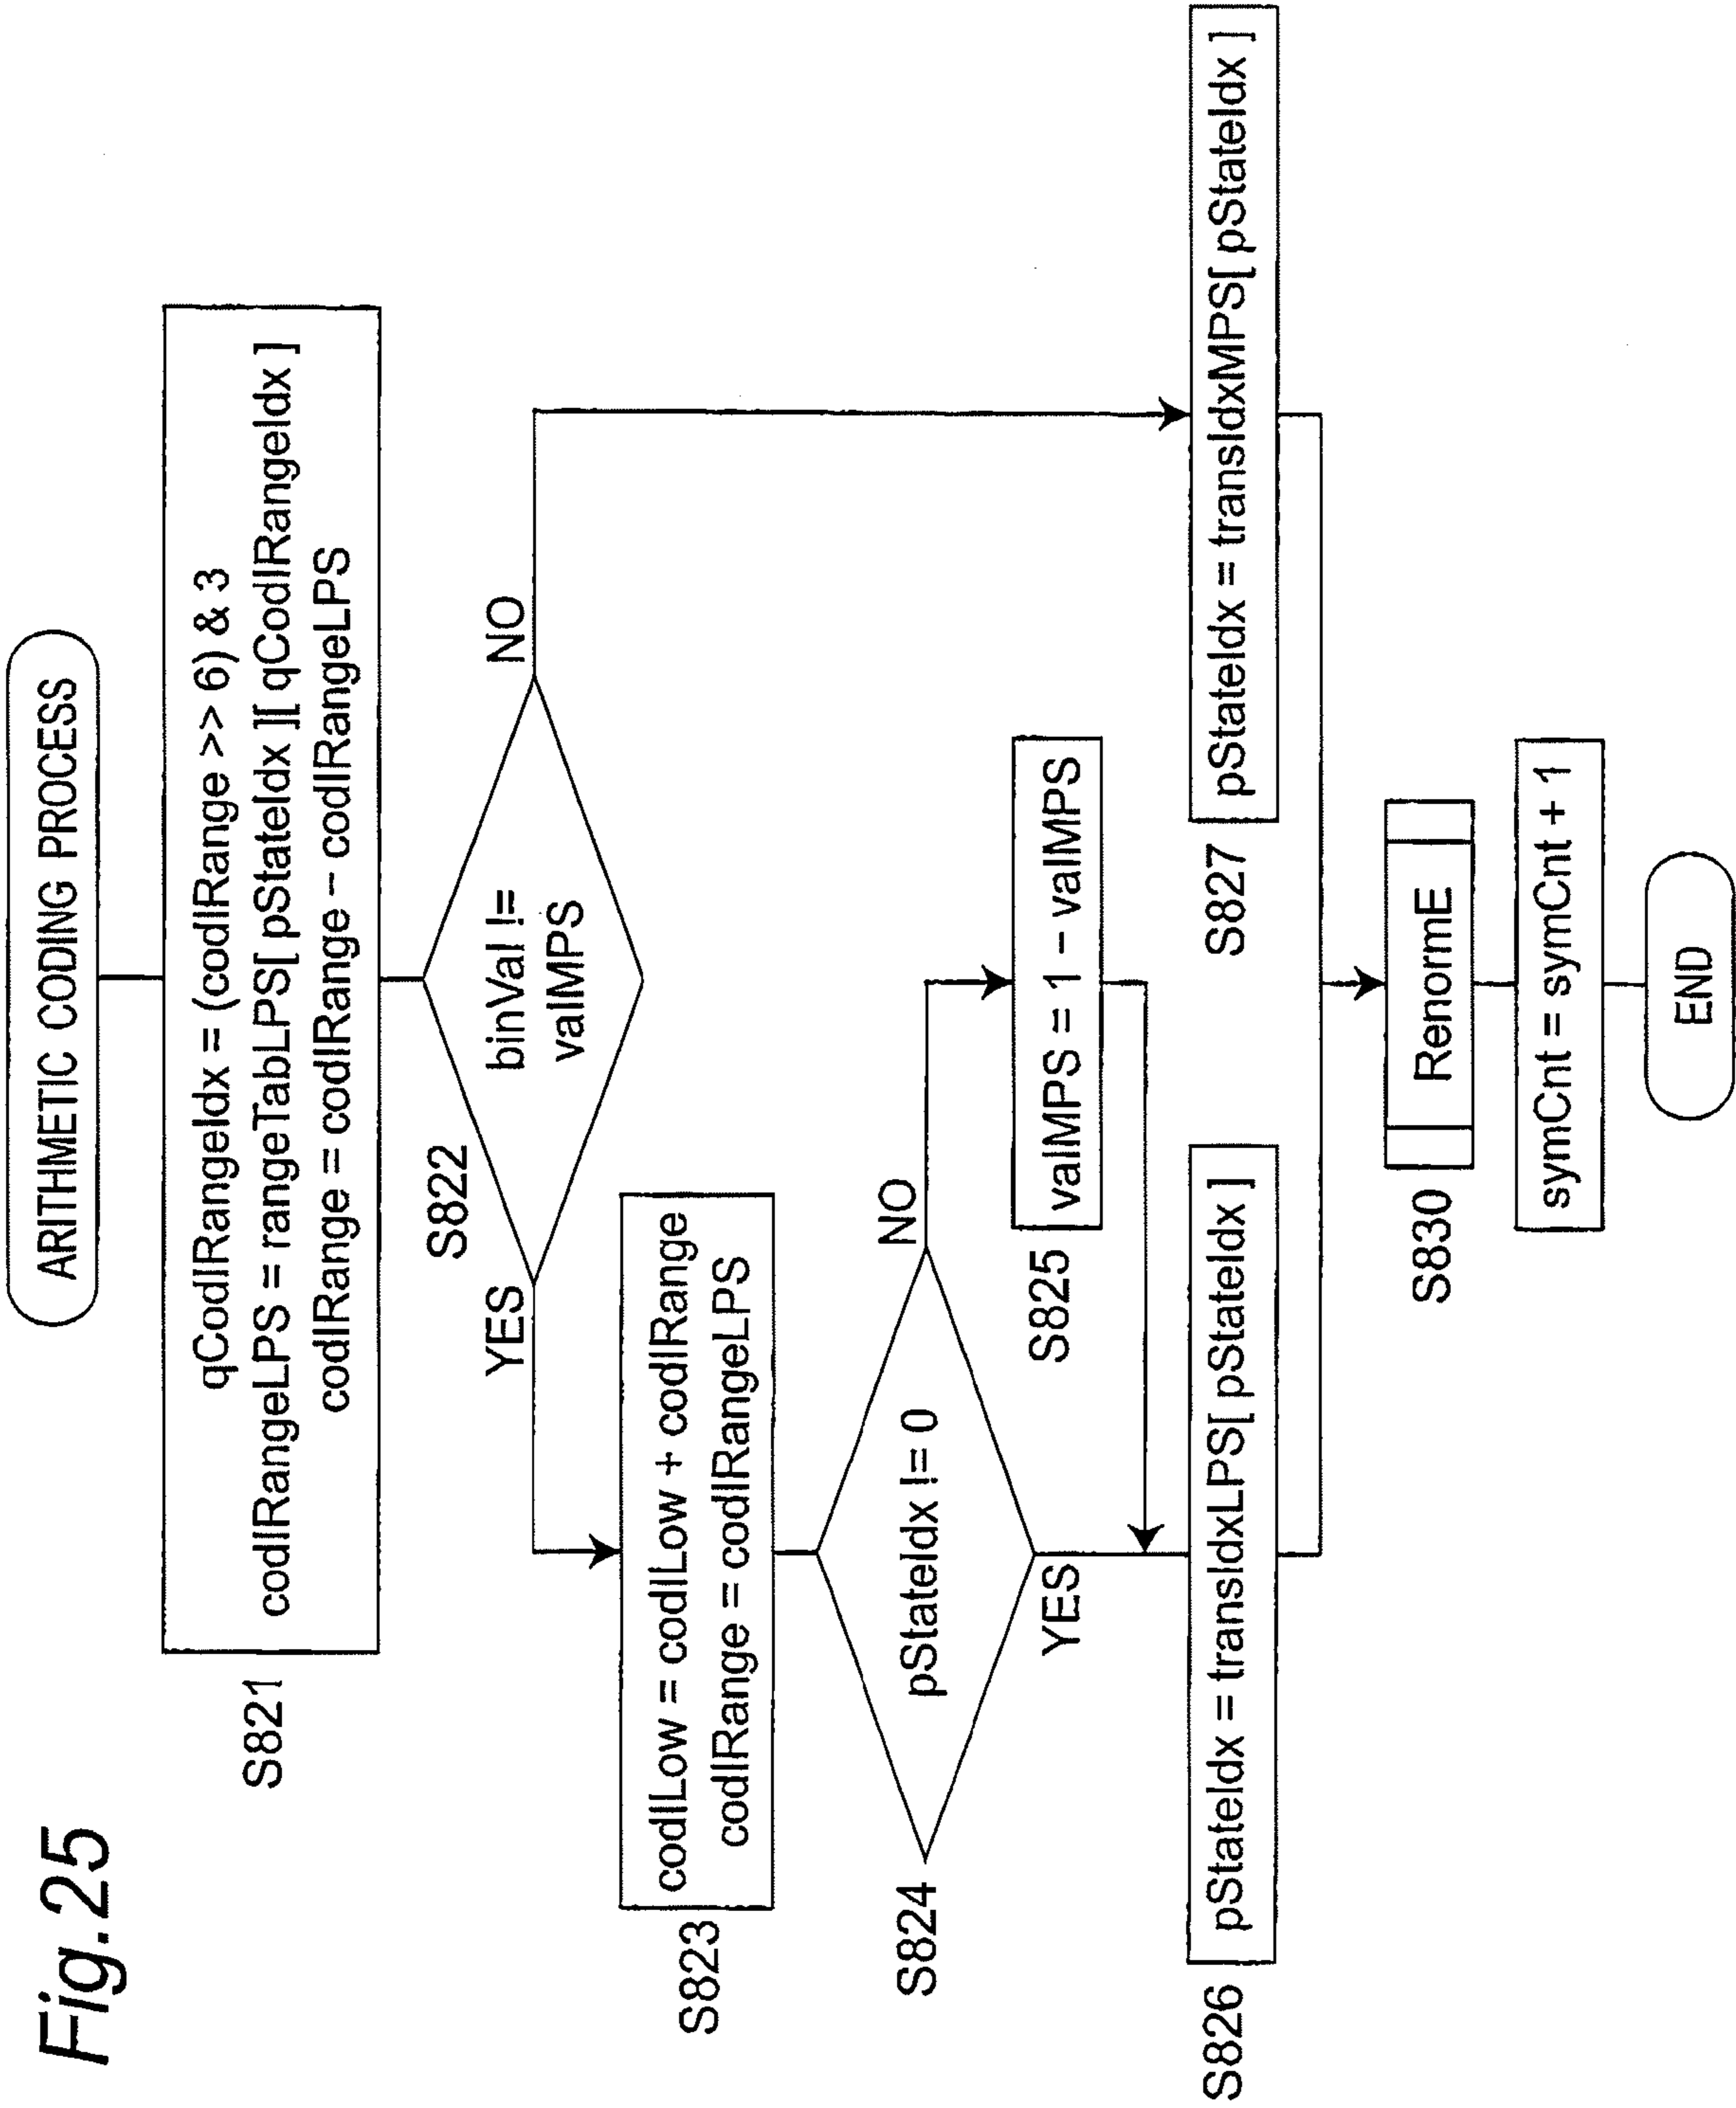 Fig.25
ARITHMETIC CODING PROCESS
S821
qCodIRangeIdx = (codIRange >> 6) & 3
codIRangeLPS = rangeTabLPS[ pStateIdx ][ qCodIRangeIdx ]
codIRange = codIRange – codIRangeLPS
S822
binVal !=
valMPS
YES
NO
S823
codILow = codILow + codIRange
codIRange = codIRangeLPS
S824
pStateIdx != 0
NO
YES
S825
valMPS = 1 – valMPS
S826
pStateIdx = transIdxLPS[ pStateIdx ]
S827
pStateIdx = transIdxMPS[ pStateIdx ]
S830
RenormE
symCnt = symCnt + 1
END